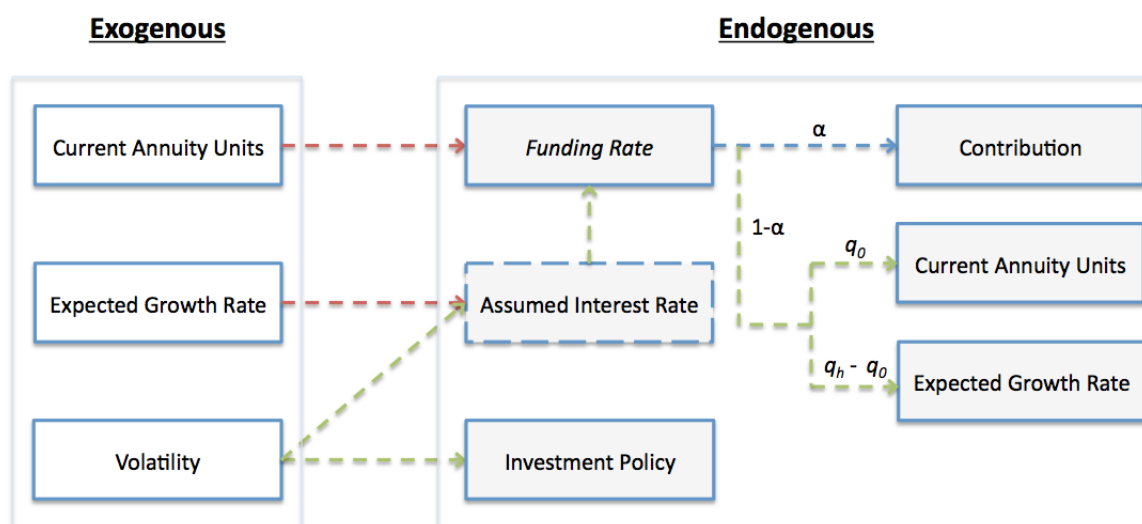 Exogenous
Endogenous
Current Annuity Units
Funding Rate
α
Contribution
1-α
q0
Current Annuity Units
Expected Growth Rate
Assumed Interest Rate
qh - q0
Expected Growth Rate
Volatility
Investment Policy